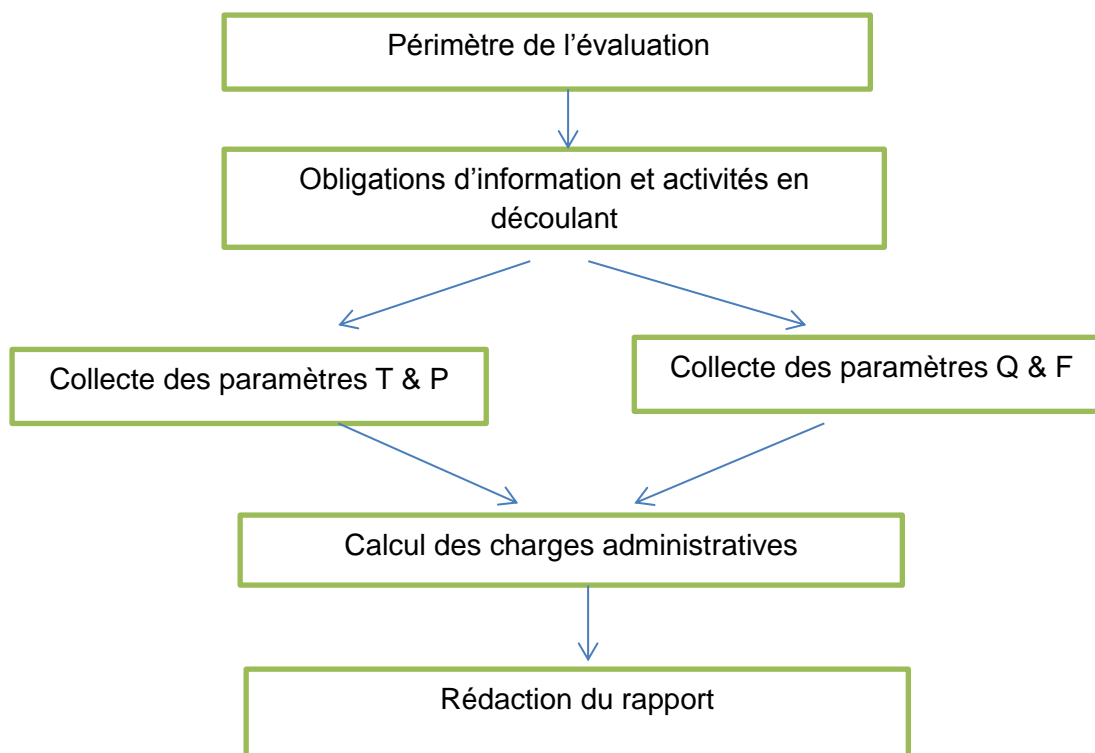 Périmètre de l’évaluation
Obligations d’information et activités en
découlant
Collecte des paramètres T & P
Collecte des paramètres Q & F
Calcul des charges administratives
Rédaction du rapport